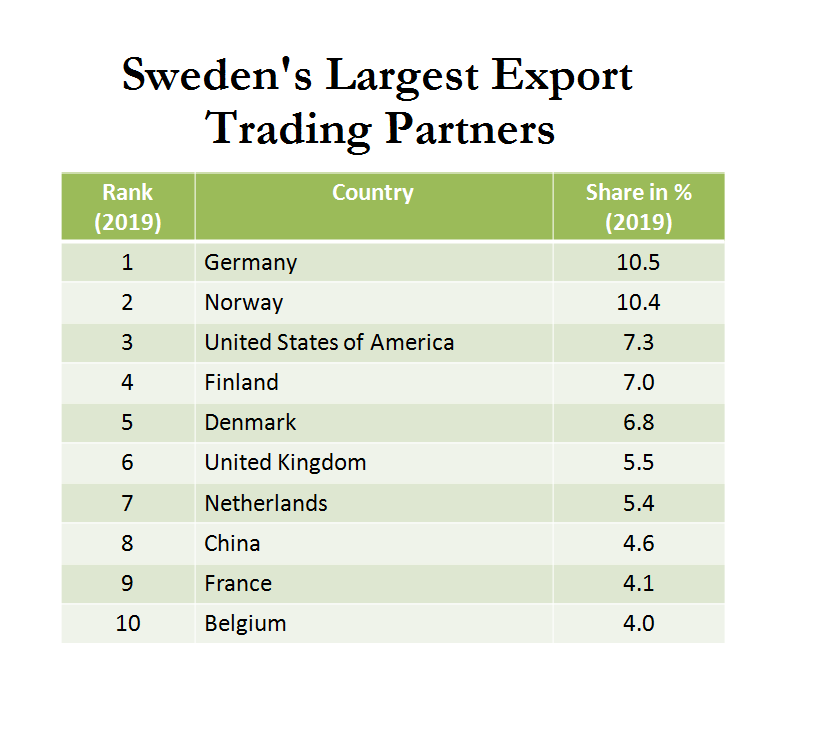 Sweden's Largest Export
Trading Partners
Rank (2019) Country Share in % (2019)
1 Germany 10.5
2 Norway 10.4
3 United States of America 7.3
4 Finland 7.0
5 Denmark 6.8
6 United Kingdom 5.5
7 Netherlands 5.4
8 China 4.6
9 France 4.1
10 Belgium 4.0